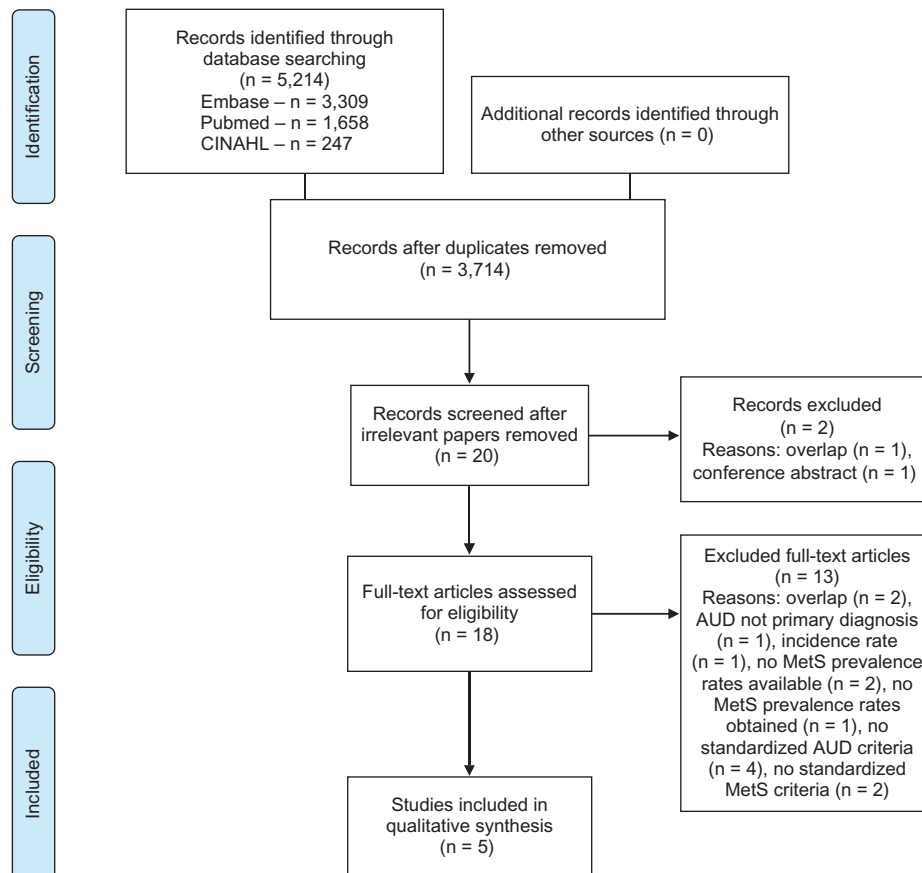 Identification
Records identified through
database searching
(n = 5,214)
Embase – n = 3,309
Pubmed – n = 1,658
CINAHL – n = 247
Additional records identified through
other sources (n = 0)
Screening
Records after duplicates removed
(n = 3,714)
Records screened after
irrelevant papers removed
(n = 20)
Records excluded
(n = 2)
Reasons: overlap (n = 1),
conference abstract (n = 1)
Eligibility
Full-text articles assessed
for eligibility
(n = 18)
Excluded full-text articles
(n = 13)
Reasons: overlap (n = 2),
AUD not primary diagnosis
(n = 1), incidence rate
(n = 1), no MetS prevalence
rates available (n = 2), no
MetS prevalence rates
obtained (n = 1), no
standardized AUD criteria
(n = 4), no standardized
MetS criteria (n = 2)
Included
Studies included in
qualitative synthesis
(n = 5)